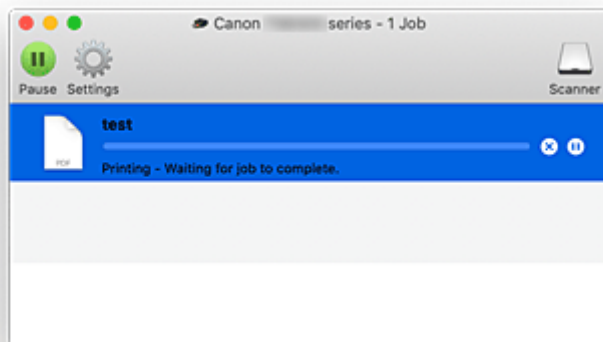 Canon series - 1 Job
Pause Settings Scanner
test
PDF
Printing - Waiting for job to complete.